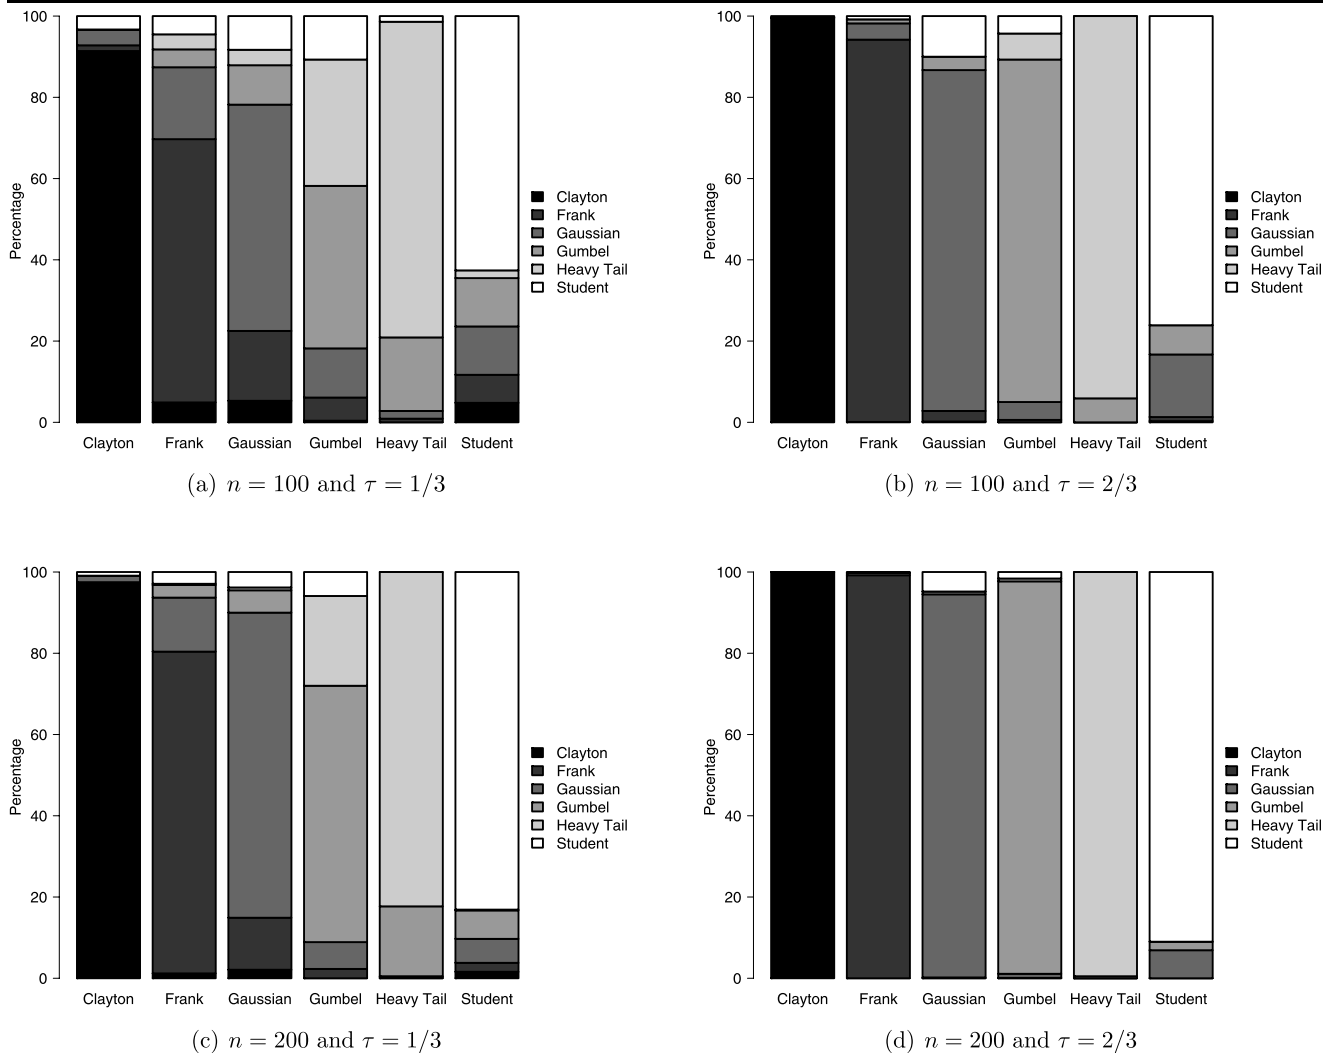 100
80
60
40
20
0
Percentage
Clayton Frank Gaussian Gumbel Heavy Tail Student
Clayton
Frank
Gaussian
Gumbel
Heavy Tail
Student
(a) n = 100 and τ = 1/3
100
80
60
40
20
0
Percentage
Clayton Frank Gaussian Gumbel Heavy Tail Student
Clayton
Frank
Gaussian
Gumbel
Heavy Tail
Student
(b) n = 100 and τ = 2/3
100
80
60
40
20
0
Percentage
Clayton Frank Gaussian Gumbel Heavy Tail Student
Clayton
Frank
Gaussian
Gumbel
Heavy Tail
Student
(c) n = 200 and τ = 1/3
100
80
60
40
20
0
Percentage
Clayton Frank Gaussian Gumbel Heavy Tail Student
Clayton
Frank
Gaussian
Gumbel
Heavy Tail
Student
(d) n = 200 and τ = 2/3